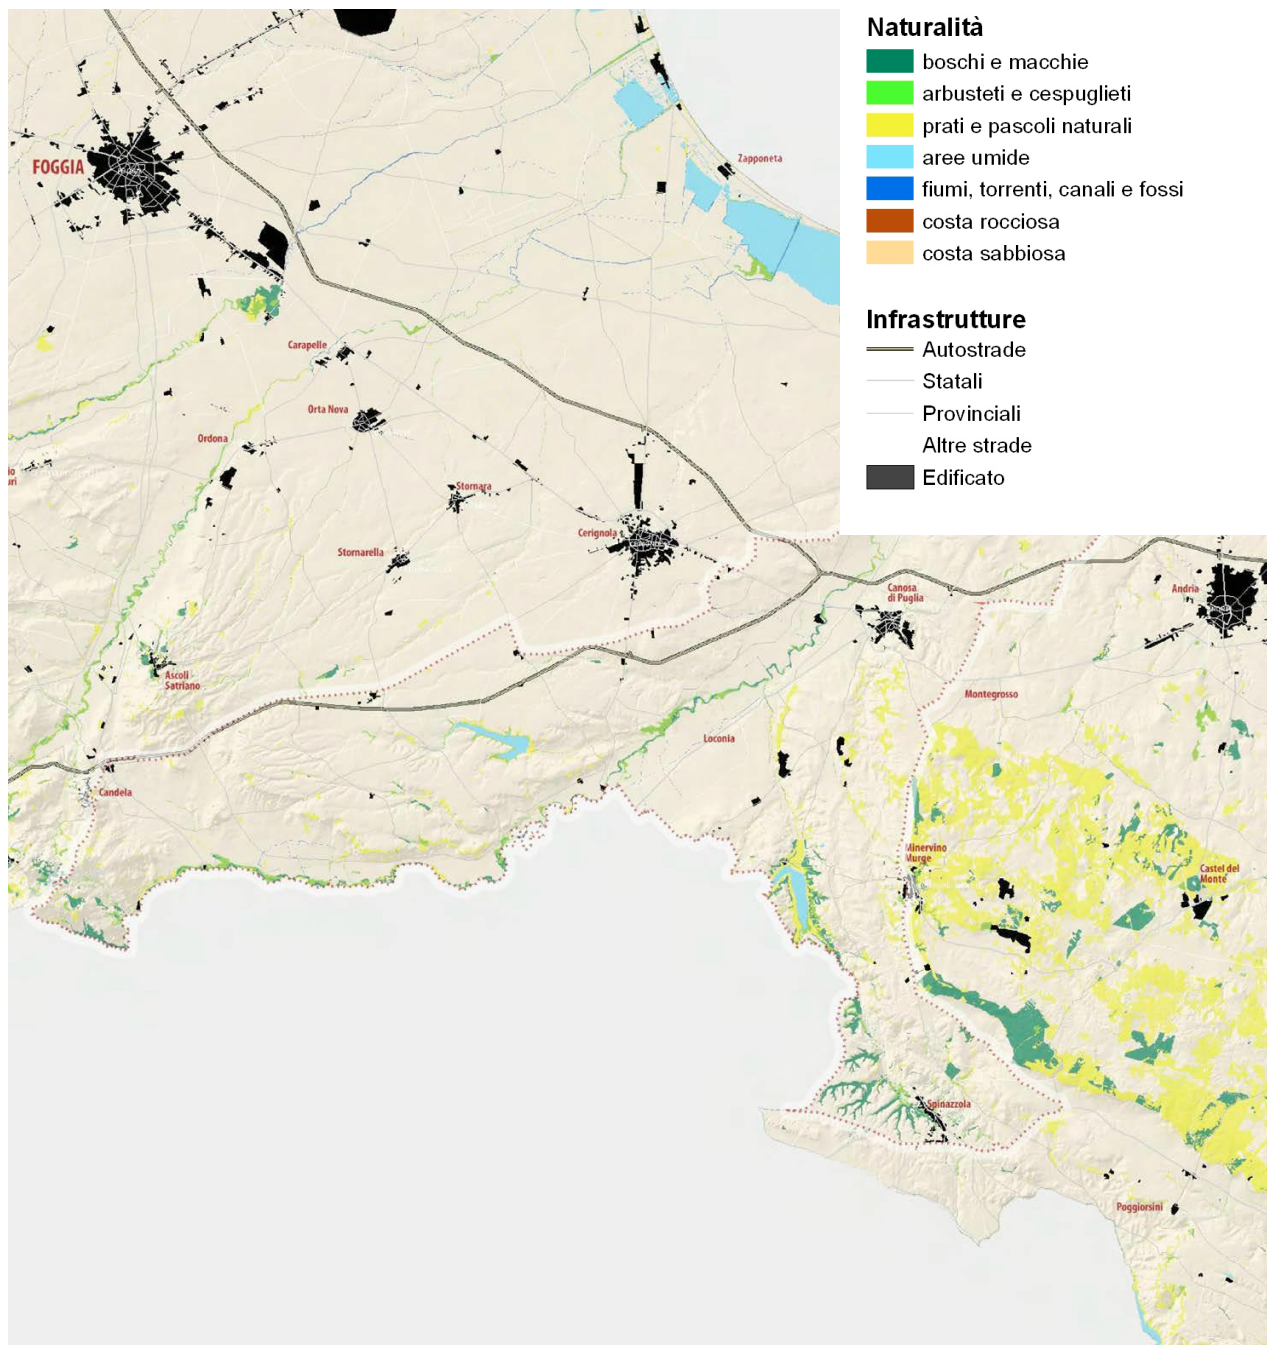 Naturalità
boschi e macchie
arbusteti e cespuglieti
prati e pascoli naturali
aree umide
fiumi, torrenti, canali e fossi
costa rocciosa
costa sabbiosa
Infrastrutture
Autostrade
Statali
Provinciali
Altre strade
Edificato
FOGGIA
Zapponeta
Carapelle
Orta Nova
Ordona
Stornara
Cerignola
Stornarella
Canosa
di Puglia
Andria
Ascoli
Satriano
Montegrosso
Loconia
Candela
Minervino
Murge
Castel del
Monte
Spinazzola
Poggiorsini